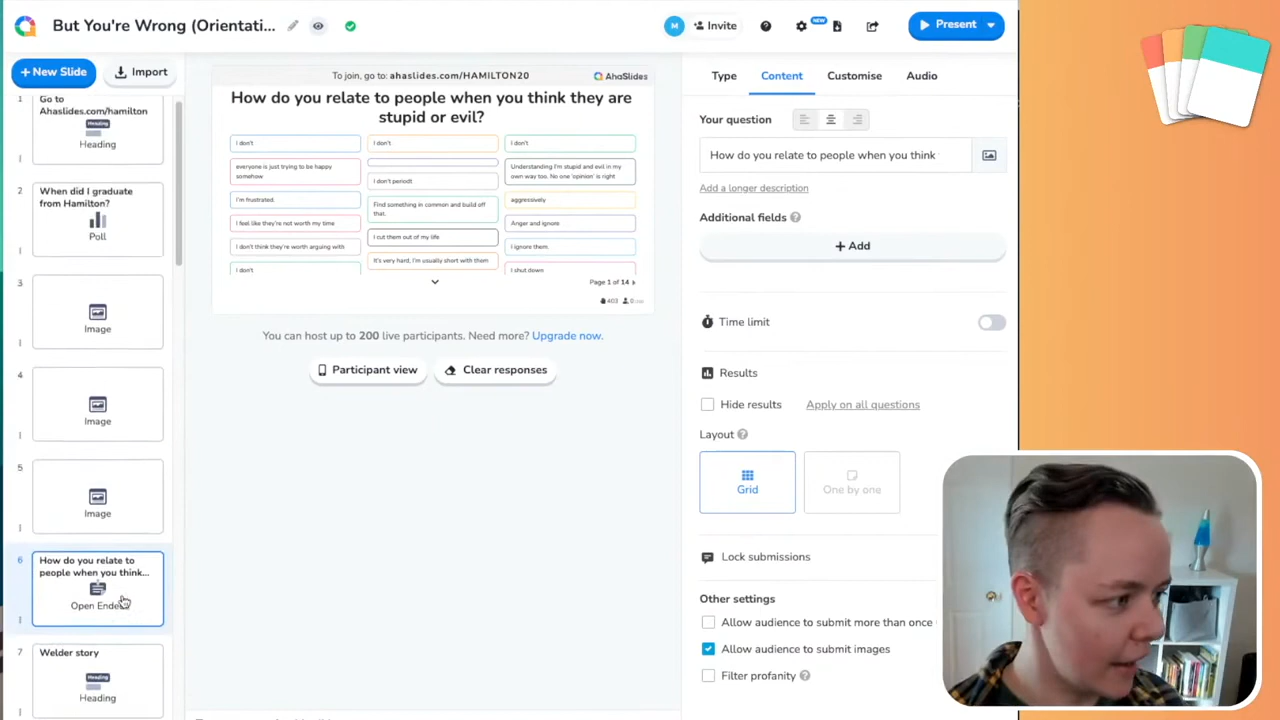 But You're Wrong (Orientati...
M
Invite
NEW
Present
+ New Slide
Import
To join, go to: ahaslides.com/HAMILTON20
AhaSlides
How do you relate to people when you think they are
stupid or evil?
I don't
I don't
I don't
everyone is just trying to be happy
somehow
I don't periodt
Understanding I'm stupid and evil in my
own way too. No one 'opinion' is right
I'm frustrated.
Find something in common and build off
that.
aggressively
I feel like they're not worth my time
I cut them out of my life
Anger and ignore
I don't think they're worth arguing with
It's very hard, I'm usually short with them
I ignore them.
I don't
I shut down
Page 1 of 14
403
0
You can host up to 200 live participants. Need more? Upgrade now.
Participant view
Clear responses
1
Go to
Ahaslides.com/hamilton
Heading
2
When did I graduate
from Hamilton?
Poll
3
Image
4
Image
5
Image
6
How do you relate to
people when you think...
Open Ended
7
Welder story
Heading
Type
Content
Customise
Audio
Your question
How do you relate to people when you think
Add a longer description
Additional fields
+ Add
Time limit
Results
Hide results
Apply on all questions
Layout
Grid
One by one
Lock submissions
Other settings
Allow audience to submit more than once
Allow audience to submit images
Filter profanity